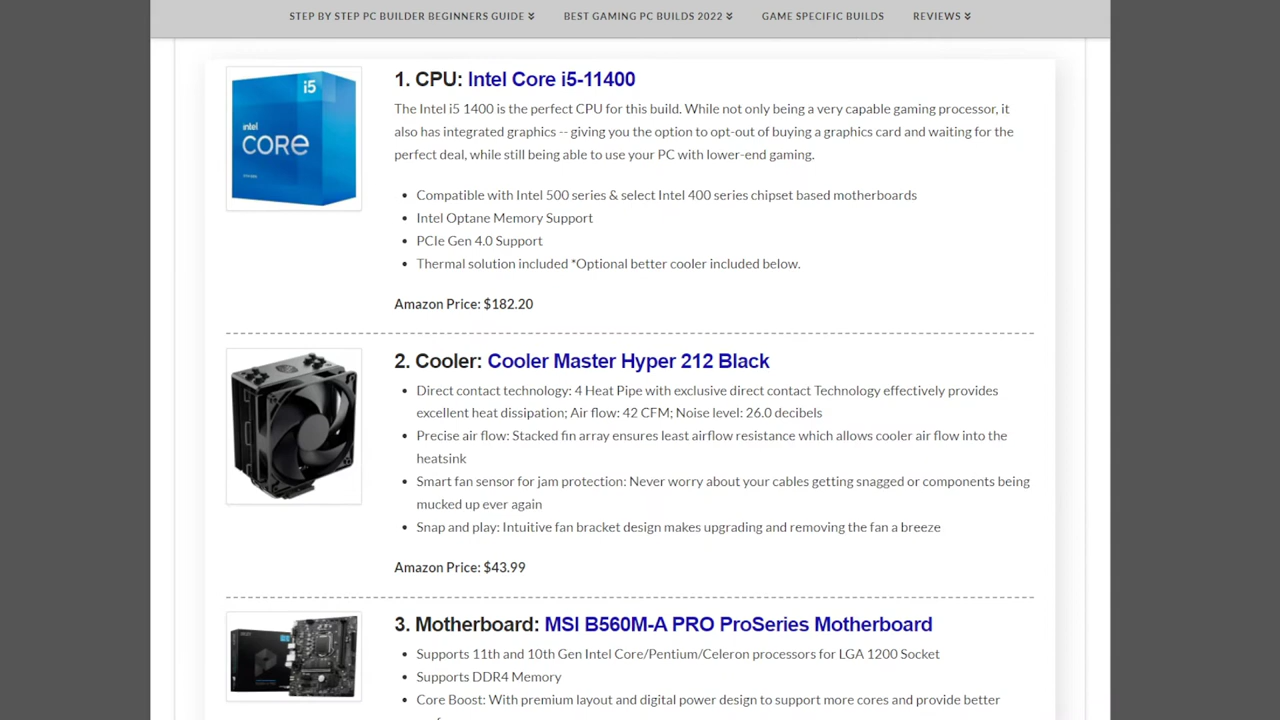 STEP BY STEP PC BUILDER BEGINNERS GUIDE
BEST GAMING PC BUILDS 2022
GAME SPECIFIC BUILDS
REVIEWS
i5
intel
CORE
1. CPU: Intel Core i5-11400
The Intel i5 1400 is the perfect CPU for this build. While not only being a very capable gaming processor, it
also has integrated graphics -- giving you the option to opt-out of buying a graphics card and waiting for the
perfect deal, while still being able to use your PC with lower-end gaming.
• Compatible with Intel 500 series & select Intel 400 series chipset based motherboards
• Intel Optane Memory Support
• PCIe Gen 4.0 Support
• Thermal solution included *Optional better cooler included below.
Amazon Price: $182.20
2. Cooler: Cooler Master Hyper 212 Black
• Direct contact technology: 4 Heat Pipe with exclusive direct contact Technology effectively provides
excellent heat dissipation; Air flow: 42 CFM; Noise level: 26.0 decibels
• Precise air flow: Stacked fin array ensures least airflow resistance which allows cooler air flow into the
heatsink
• Smart fan sensor for jam protection: Never worry about your cables getting snagged or components being
mucked up ever again
• Snap and play: Intuitive fan bracket design makes upgrading and removing the fan a breeze
Amazon Price: $43.99
3. Motherboard: MSI B560M-A PRO ProSeries Motherboard
• Supports 11th and 10th Gen Intel Core/Pentium/Celeron processors for LGA 1200 Socket
• Supports DDR4 Memory
• Core Boost: With premium layout and digital power design to support more cores and provide better